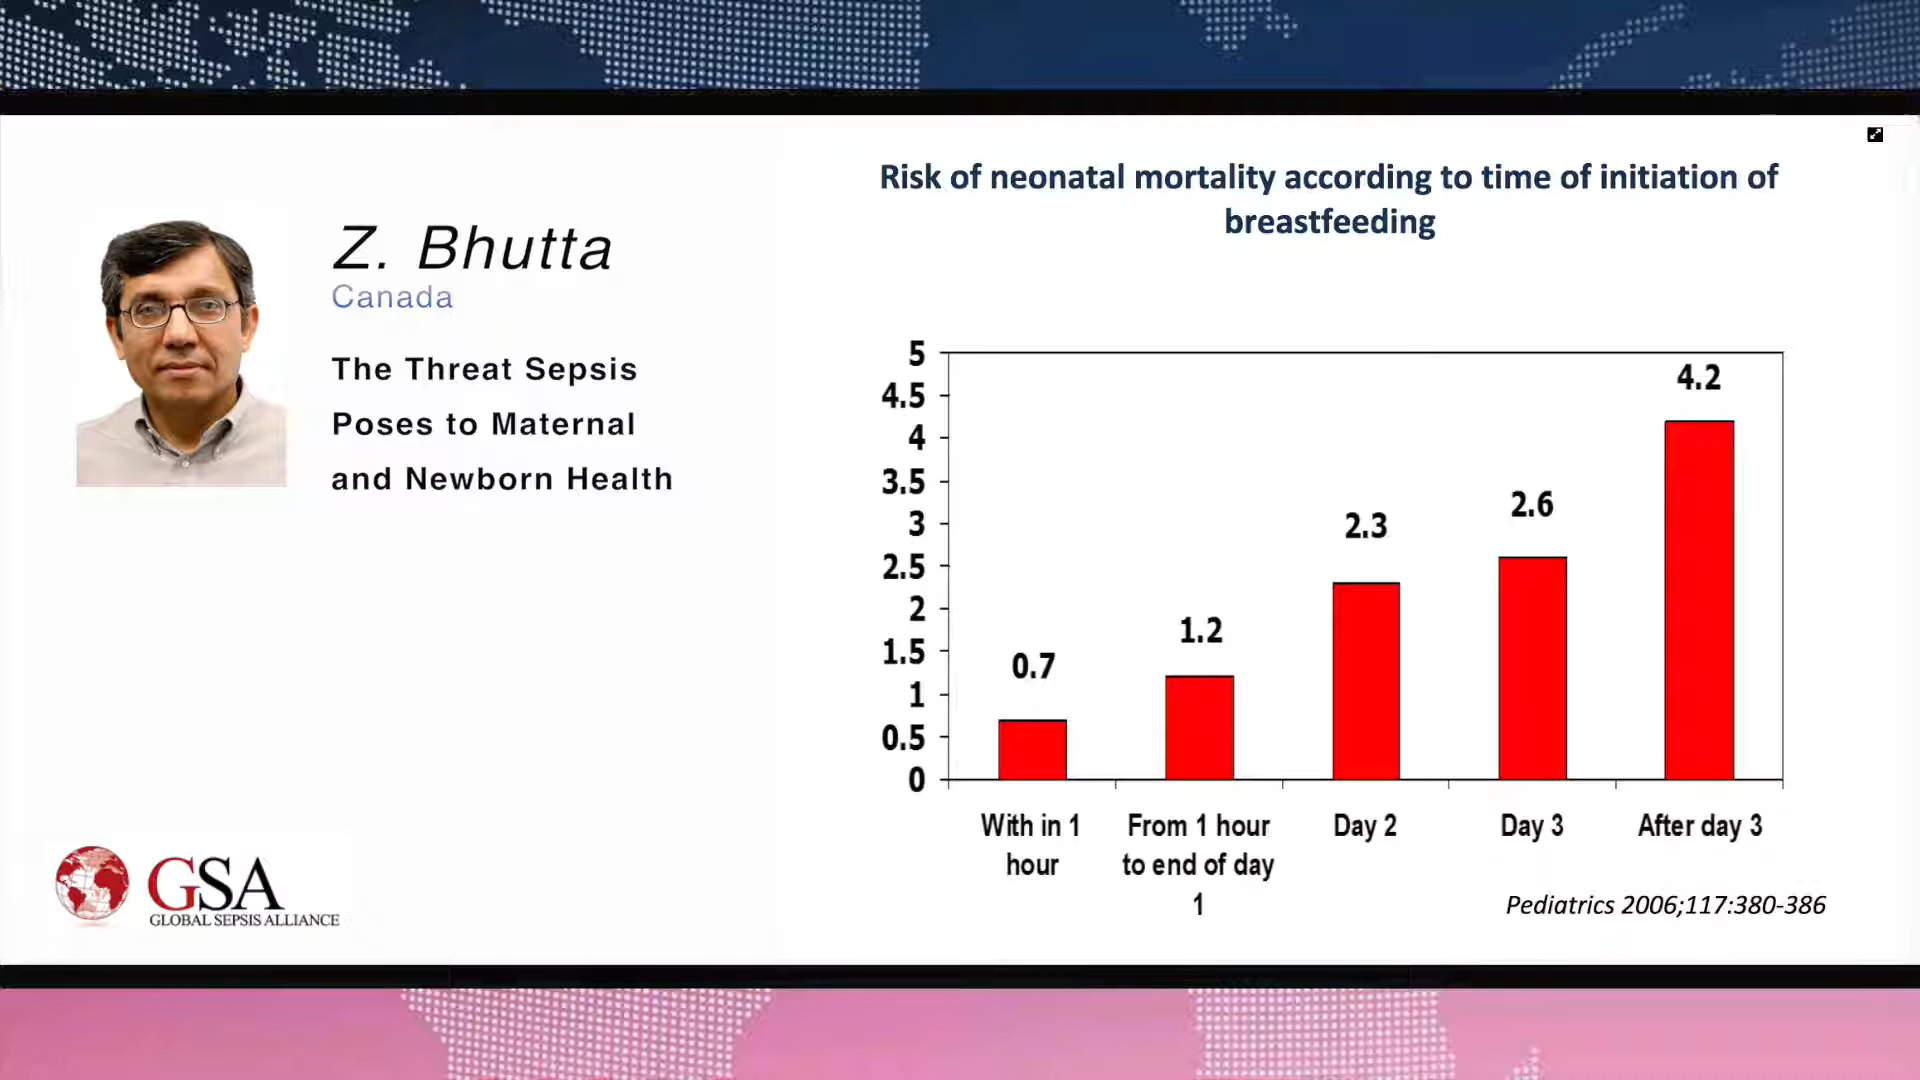 Z. Bhutta
Canada
The Threat Sepsis
Poses to Maternal
and Newborn Health
GSA
GLOBAL SEPSIS ALLIANCE
Risk of neonatal mortality according to time of initiation of
breastfeeding
5
4.5
4
3.5
3
2.5
2
1.5
1
0.5
0
0.7
1.2
2.3
2.6
4.2
With in 1
hour
From 1 hour
to end of day
1
Day 2
Day 3
After day 3
Pediatrics 2006;117:380-386